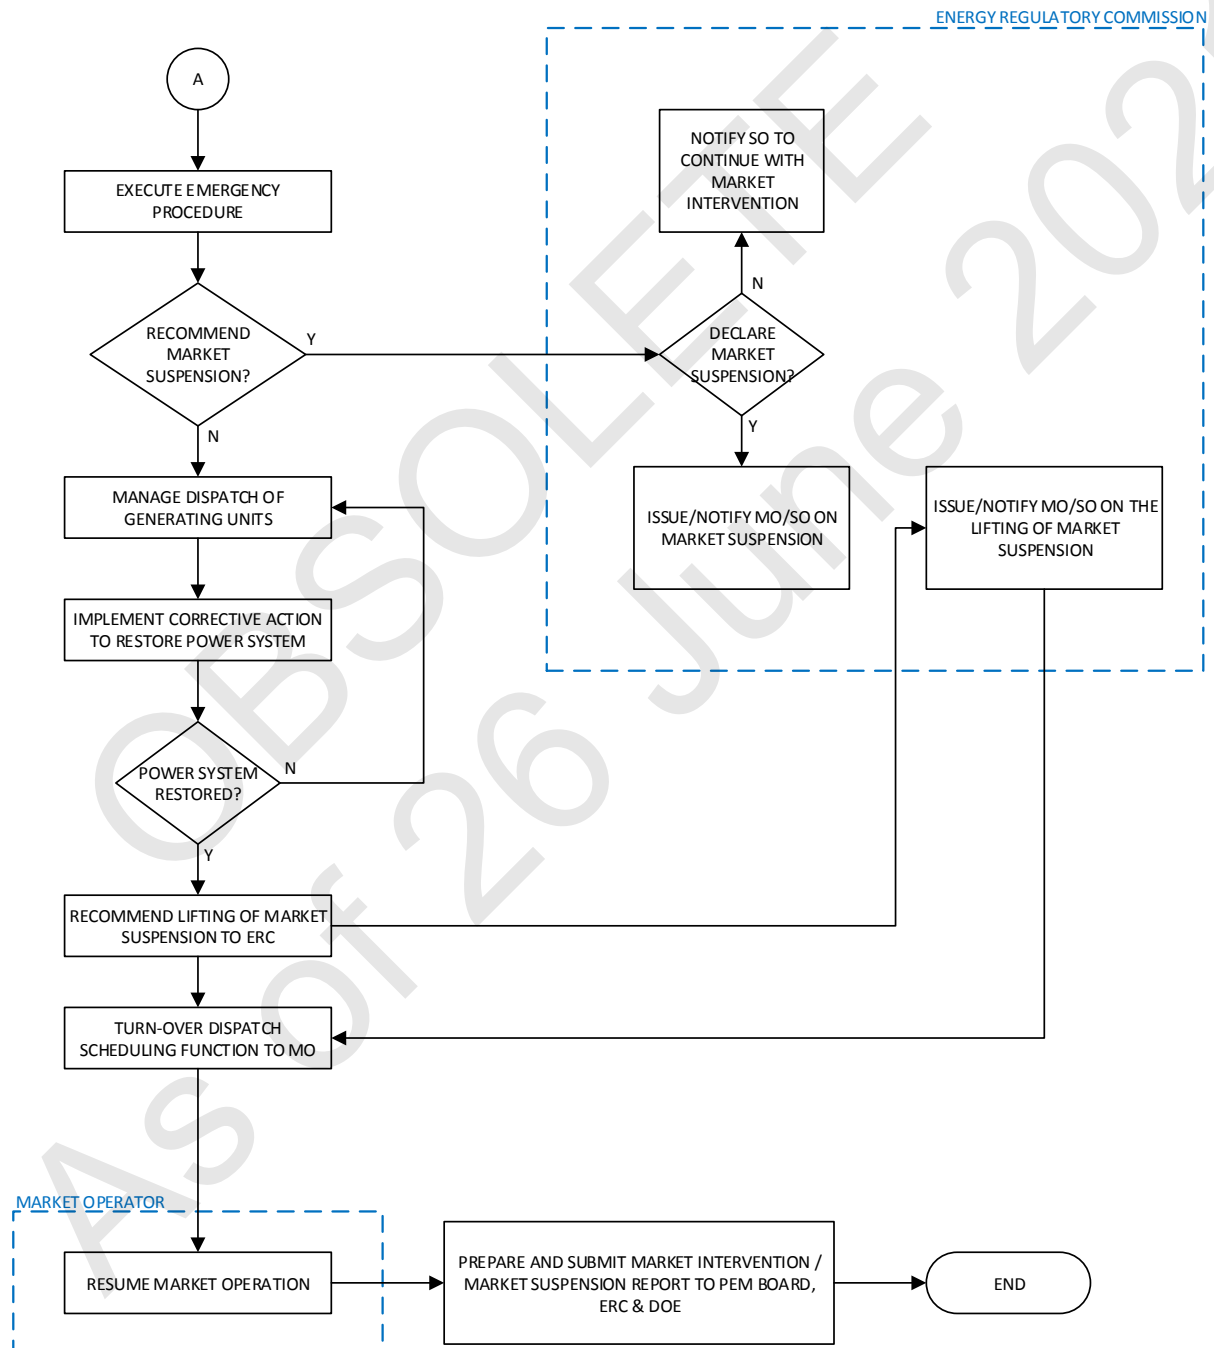 ENERGY REGULATORY COMMISSION
A
EXECUTE EMERGENCY
PROCEDURE
NOTIFY SO TO
CONTINUE WITH
MARKET
INTERVENTION
N
RECOMMEND
MARKET
SUSPENSION?
Y
DECLARE
MARKET
SUSPENSION?
N
Y
MANAGE DISPATCH OF
GENERATING UNITS
ISSUE/NOTIFY MO/SO ON
MARKET SUSPENSION
ISSUE/NOTIFY MO/SO ON THE
LIFTING OF MARKET
SUSPENSION
IMPLEMENT CORRECTIVE ACTION
TO RESTORE POWER SYSTEM
POWER SYSTEM
RESTORED?
N
Y
RECOMMEND LIFTING OF MARKET
SUSPENSION TO ERC
TURN-OVER DISPATCH
SCHEDULING FUNCTION TO MO
MARKET OPERATOR
RESUME MARKET OPERATION
PREPARE AND SUBMIT MARKET INTERVENTION /
MARKET SUSPENSION REPORT TO PEM BOARD,
ERC & DOE
END
OBSOLETE
As of 26 June